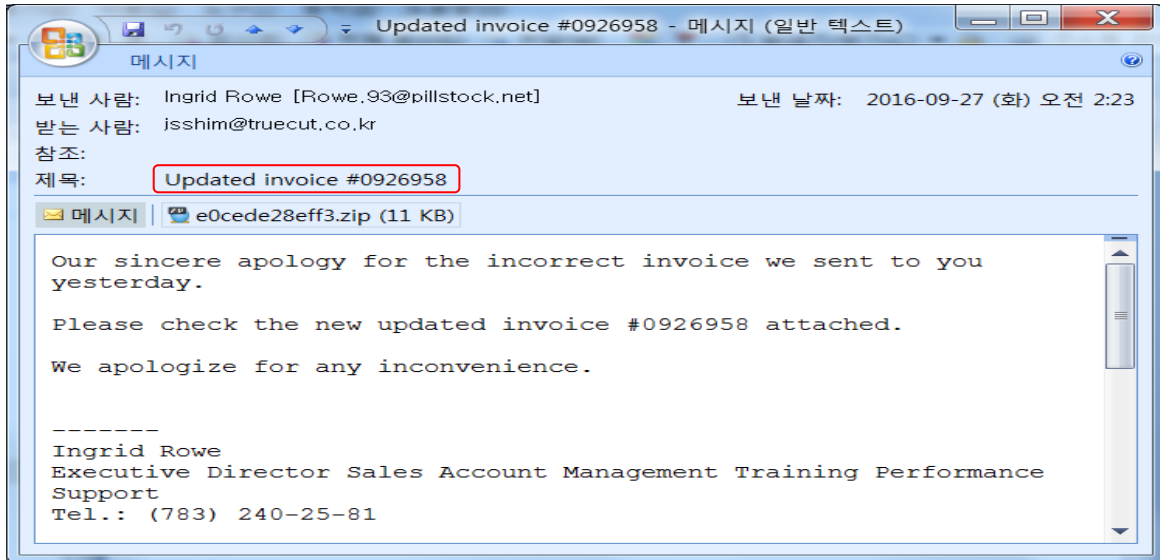 Updated invoice #0926958 - 메시지 (일반 텍스트)
메시지
보낸 사람: Ingrid Rowe [Rowe.93@pillstock.net] 보낸 날짜: 2016-09-27 (화) 오전 2:23
받는 사람: jsshim@truecut.co.kr
참조:
제목: Updated invoice #0926958
메시지 e0cede28eff3.zip (11 KB)
Our sincere apology for the incorrect invoice we sent to you
yesterday.
Please check the new updated invoice #0926958 attached.
We apologize for any inconvenience.
-------
Ingrid Rowe
Executive Director Sales Account Management Training Performance
Support
Tel.: (783) 240-25-81